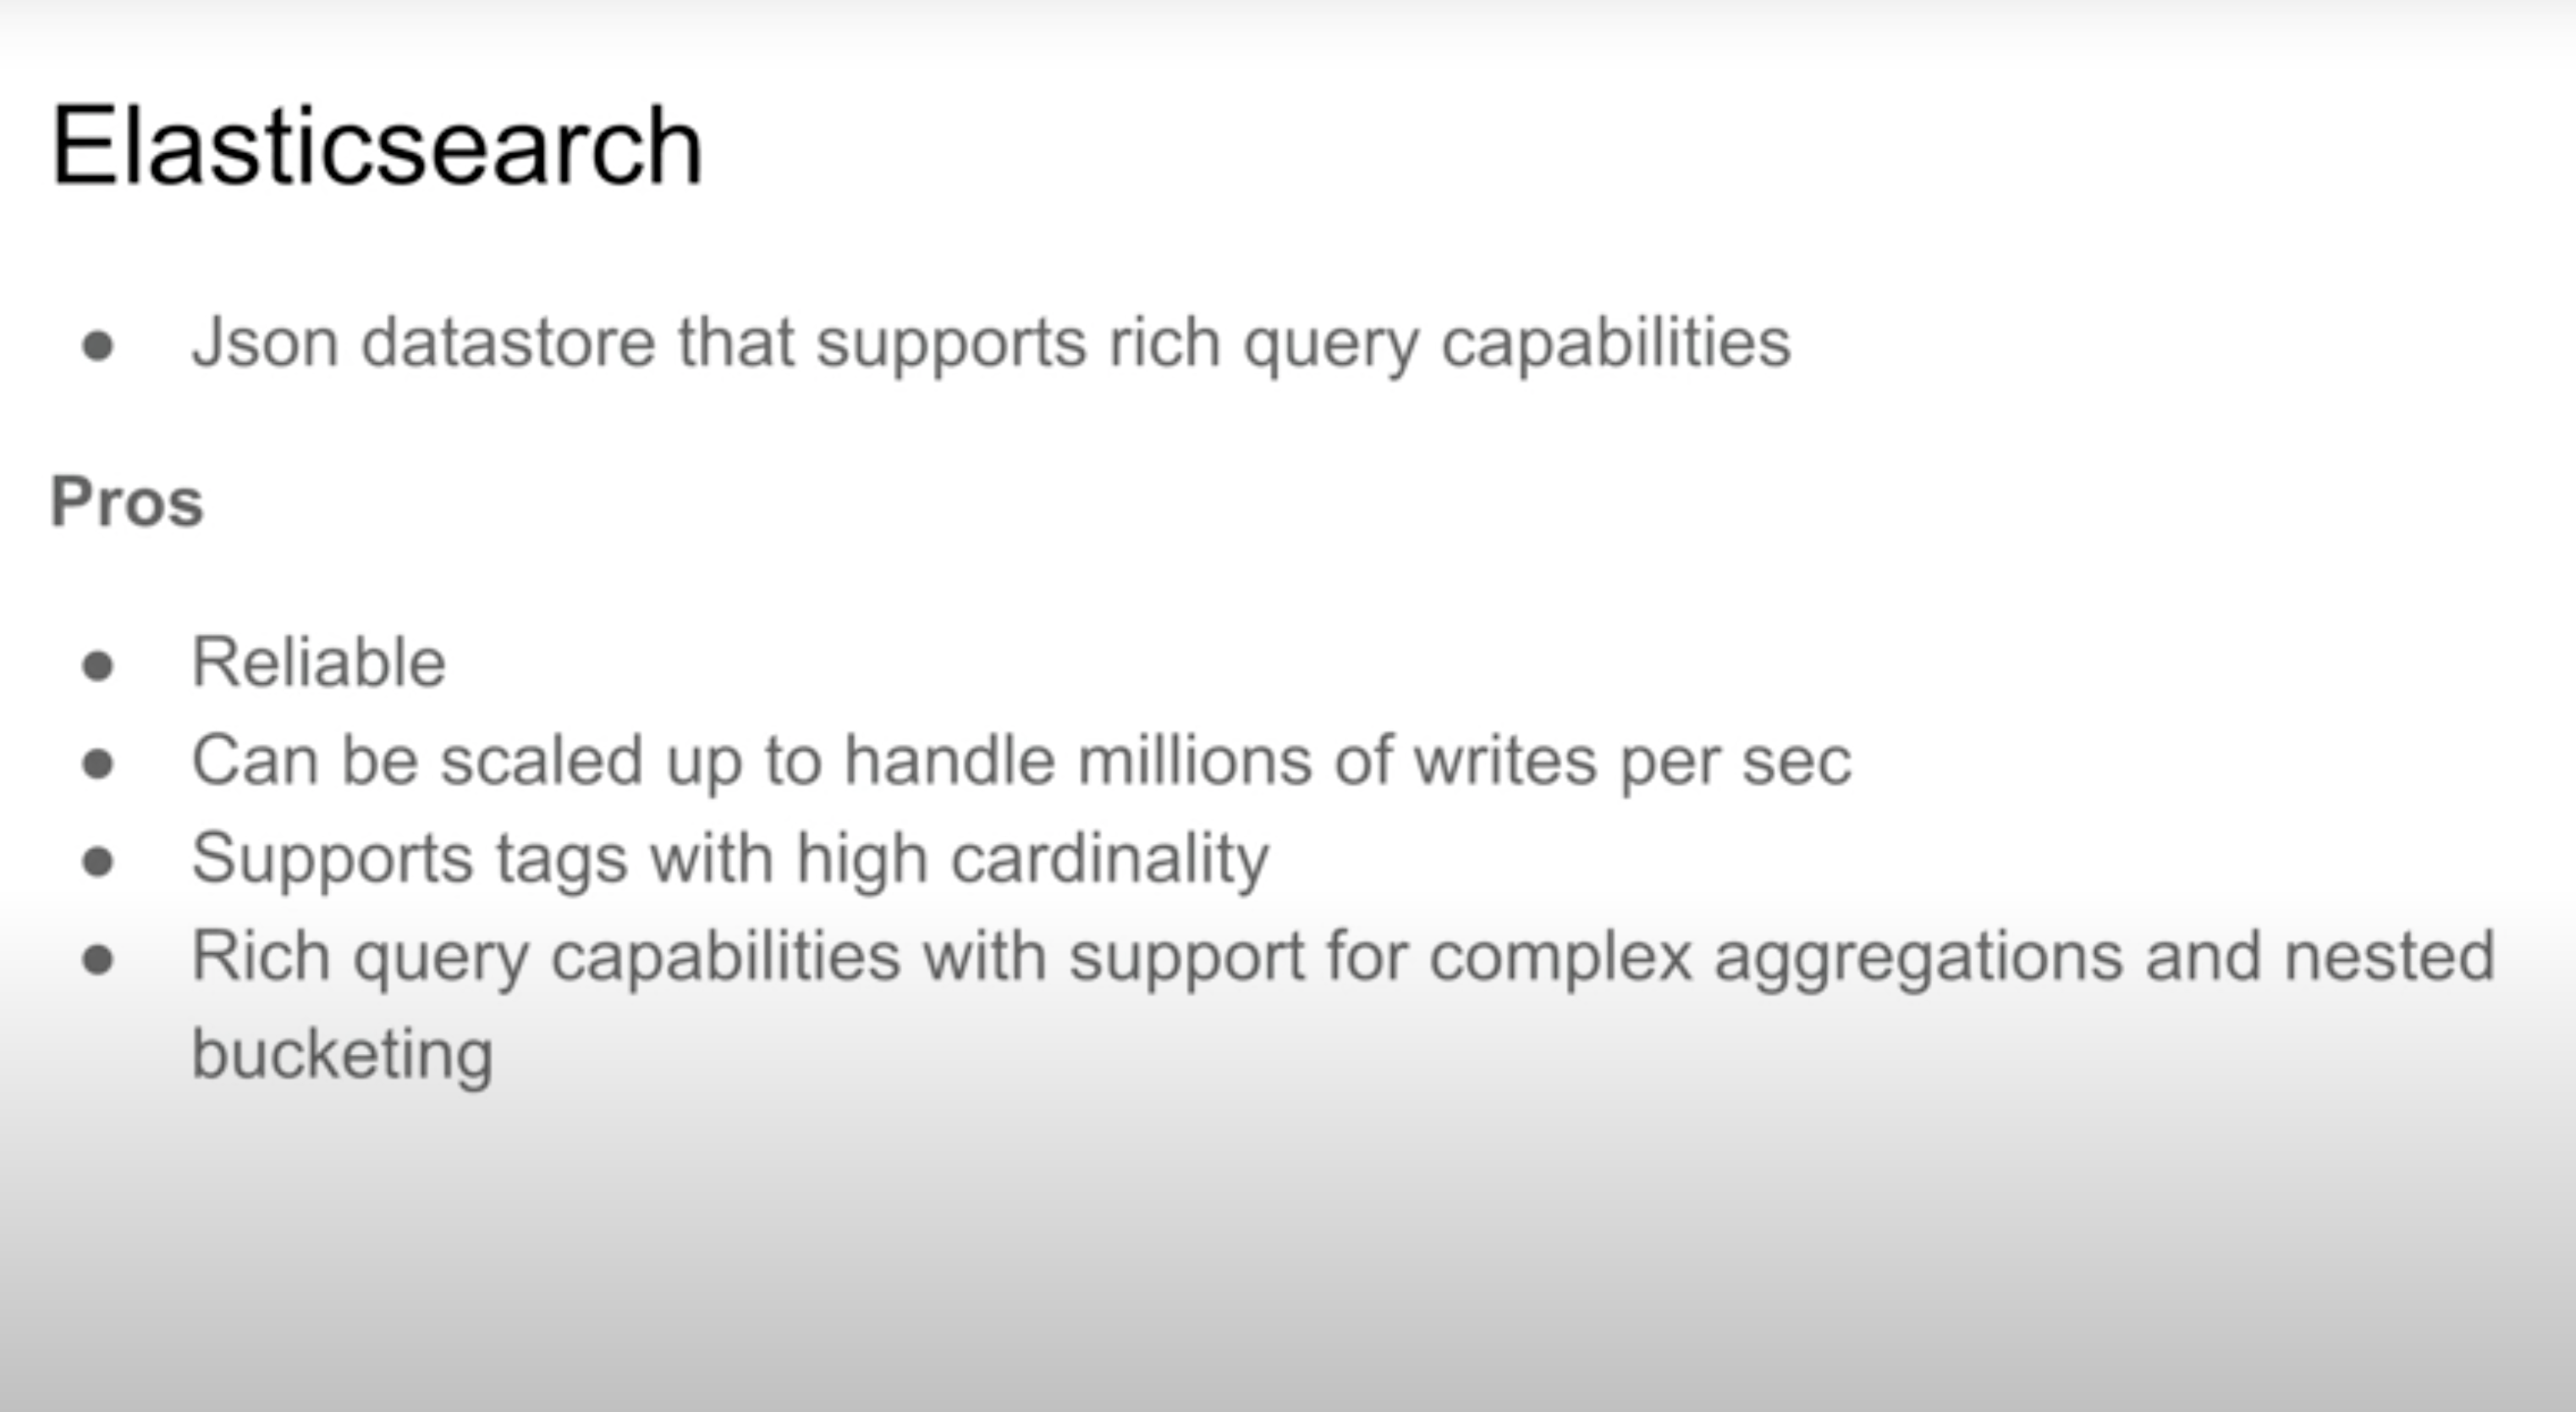 Elasticsearch
● Json datastore that supports rich query capabilities
Pros
● Reliable
● Can be scaled up to handle millions of writes per sec
● Supports tags with high cardinality
● Rich query capabilities with support for complex aggregations and nested
bucketing